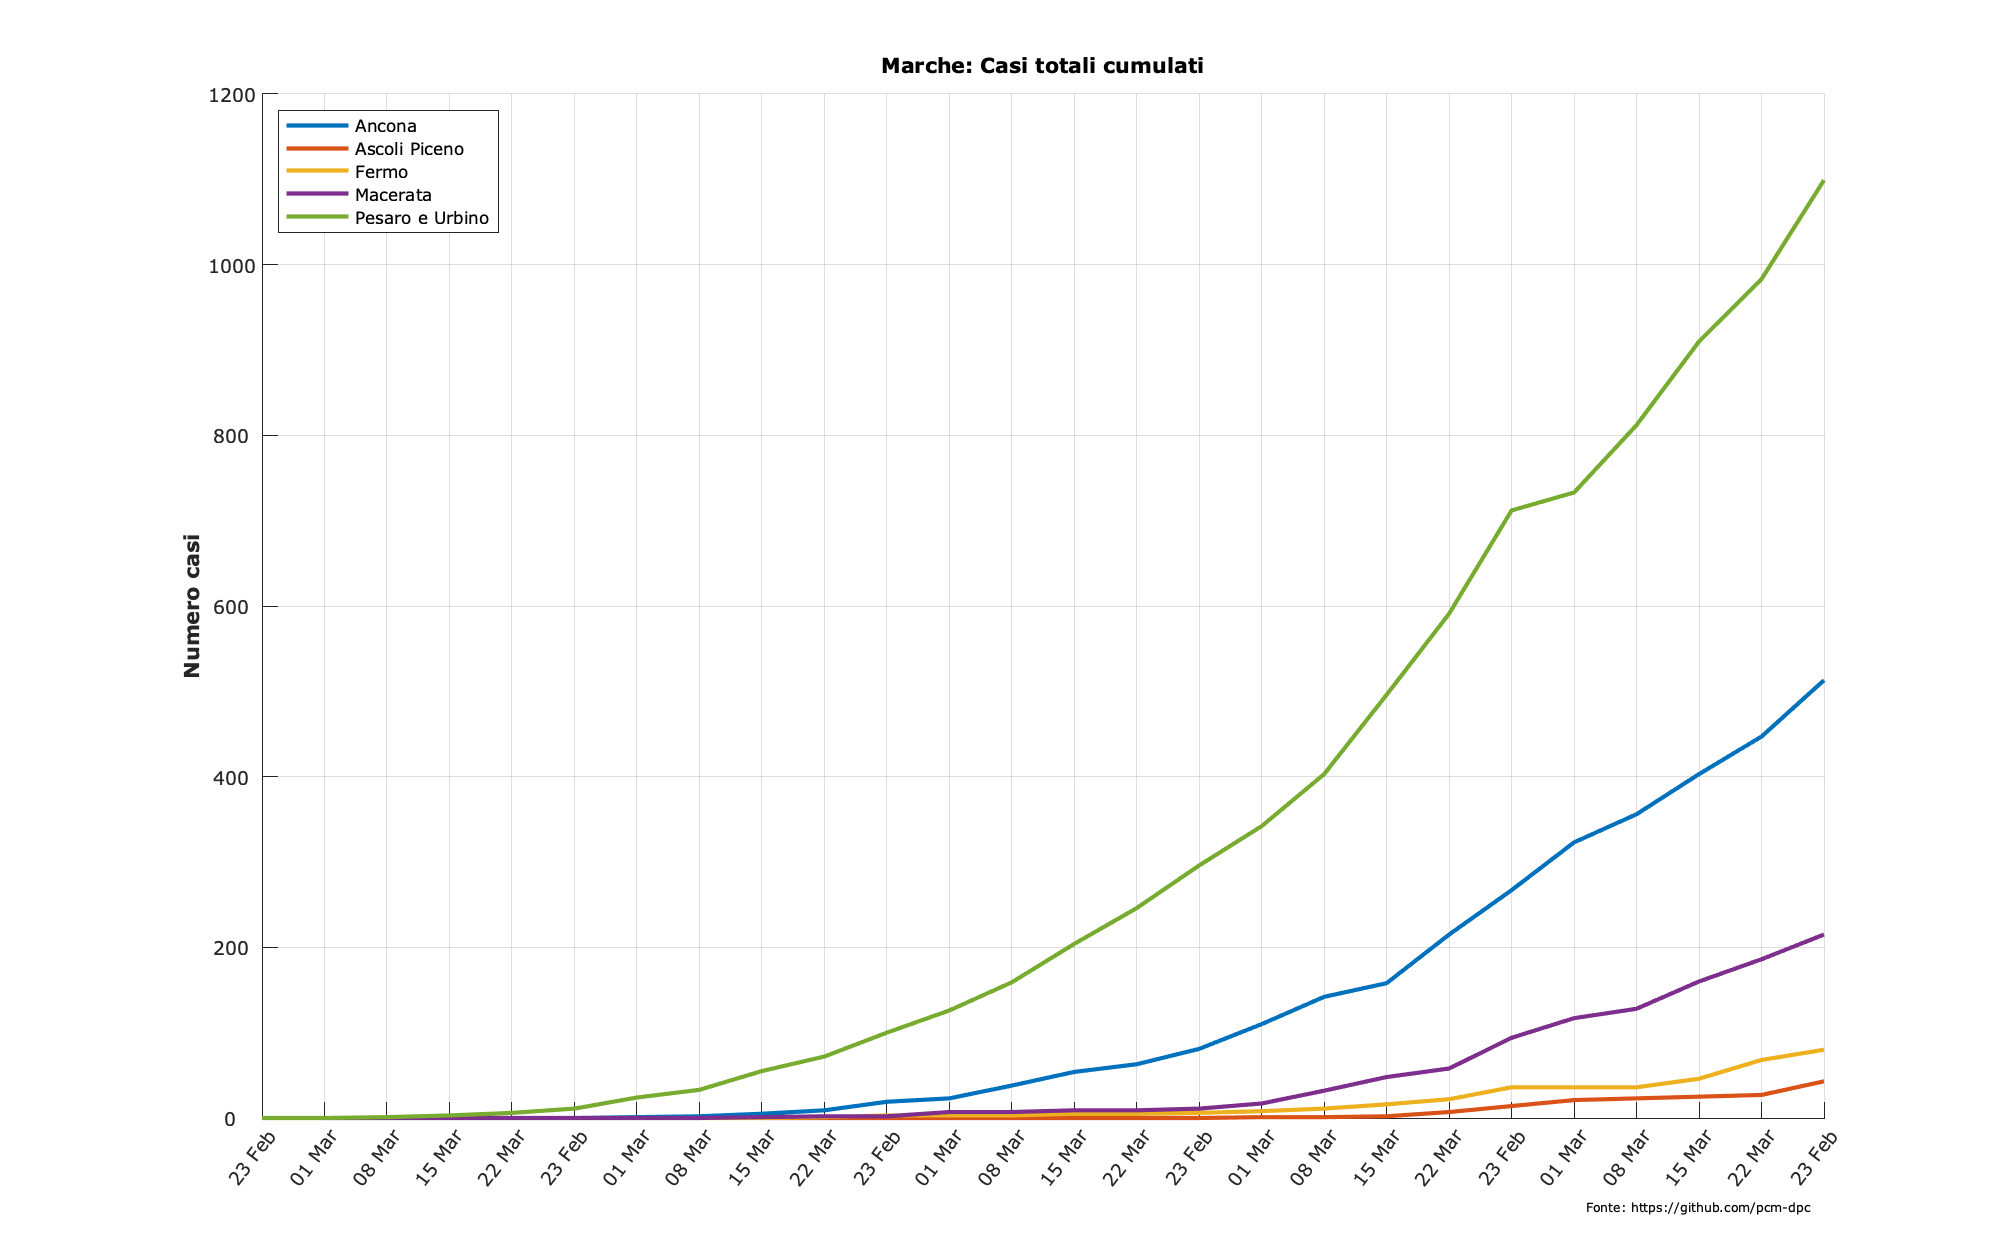 Marche: Casi totali cumulati
1200
1000
800
600
400
200
0
Numero casi
Ancona
Ascoli Piceno
Fermo
Macerata
Pesaro e Urbino
23 Feb
01 Mar
08 Mar
15 Mar
22 Mar
23 Feb
01 Mar
08 Mar
15 Mar
22 Mar
23 Feb
01 Mar
08 Mar
15 Mar
22 Mar
23 Feb
01 Mar
08 Mar
15 Mar
22 Mar
23 Feb
01 Mar
08 Mar
15 Mar
22 Mar
23 Feb
Fonte: https://github.com/pcm-dpc